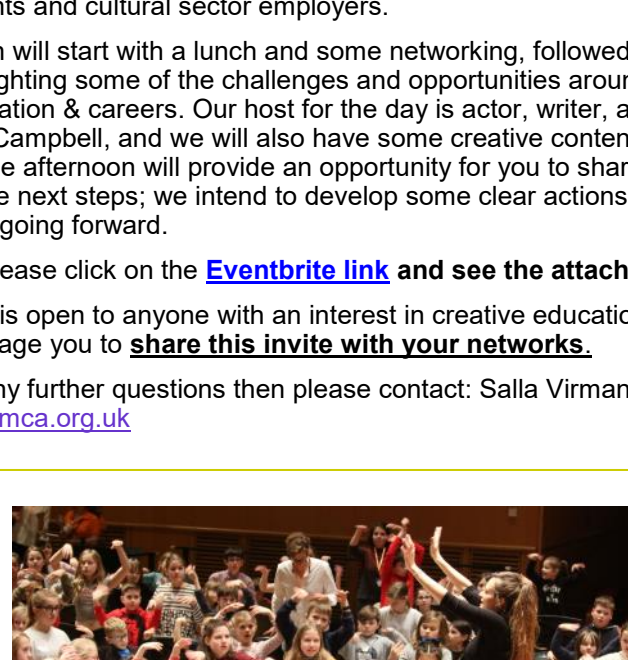 nts and cultural sector employers.
n will start with a lunch and some networking, followed
ghting some of the challenges and opportunities arou
ation & careers. Our host for the day is actor, writer, a
Campbell, and we will also have some creative conten
e afternoon will provide an opportunity for you to shar
e next steps; we intend to develop some clear actions
going forward.
ease click on the Eventbrite link and see the attach
is open to anyone with an interest in creative educatio
age you to share this invite with your networks.
ny further questions then please contact: Salla Virman
mca.org.uk